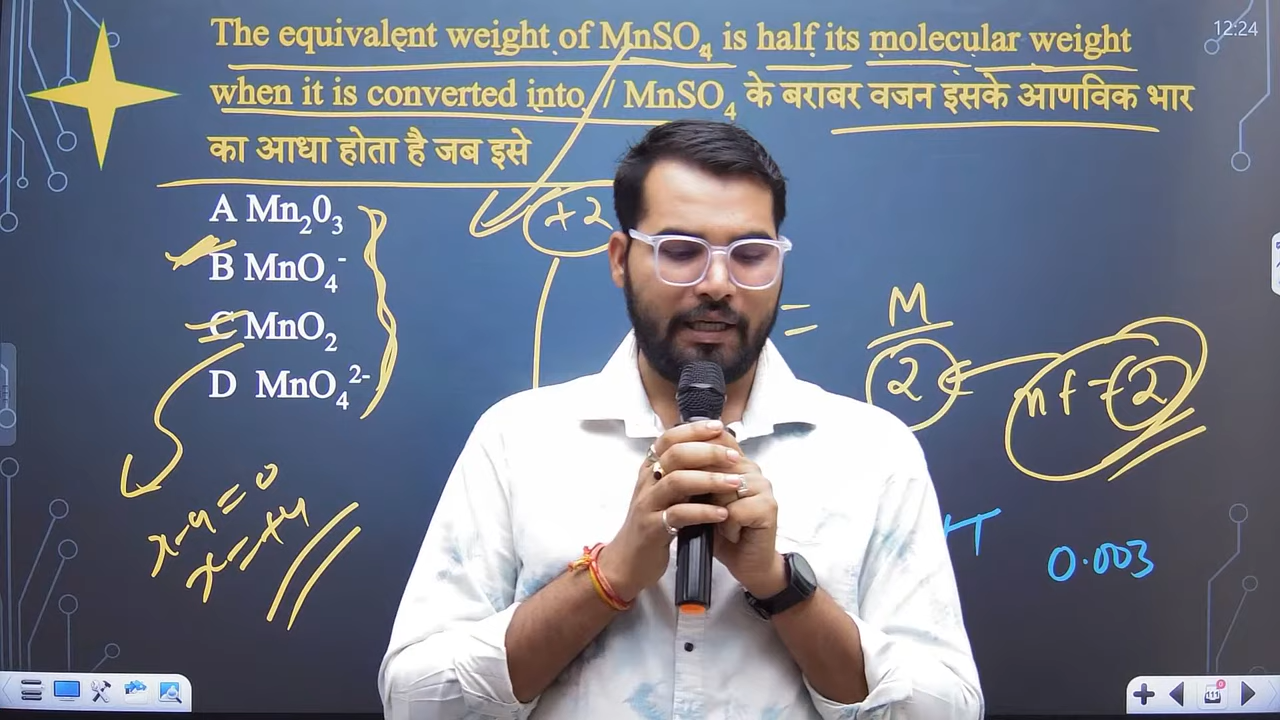 12:24
The equivalent weight of MnSO₄ is half its molecular weight
when it is converted into / MnSO₄ के बराबर वजन इसके आणविक भार
का आधा होता है जब इसे
A Mn₂0₃
B MnO₄⁻
C MnO₂
D MnO₄²⁻
+2
= M/2
nf = 2
x-4=0
x=+4
0.003